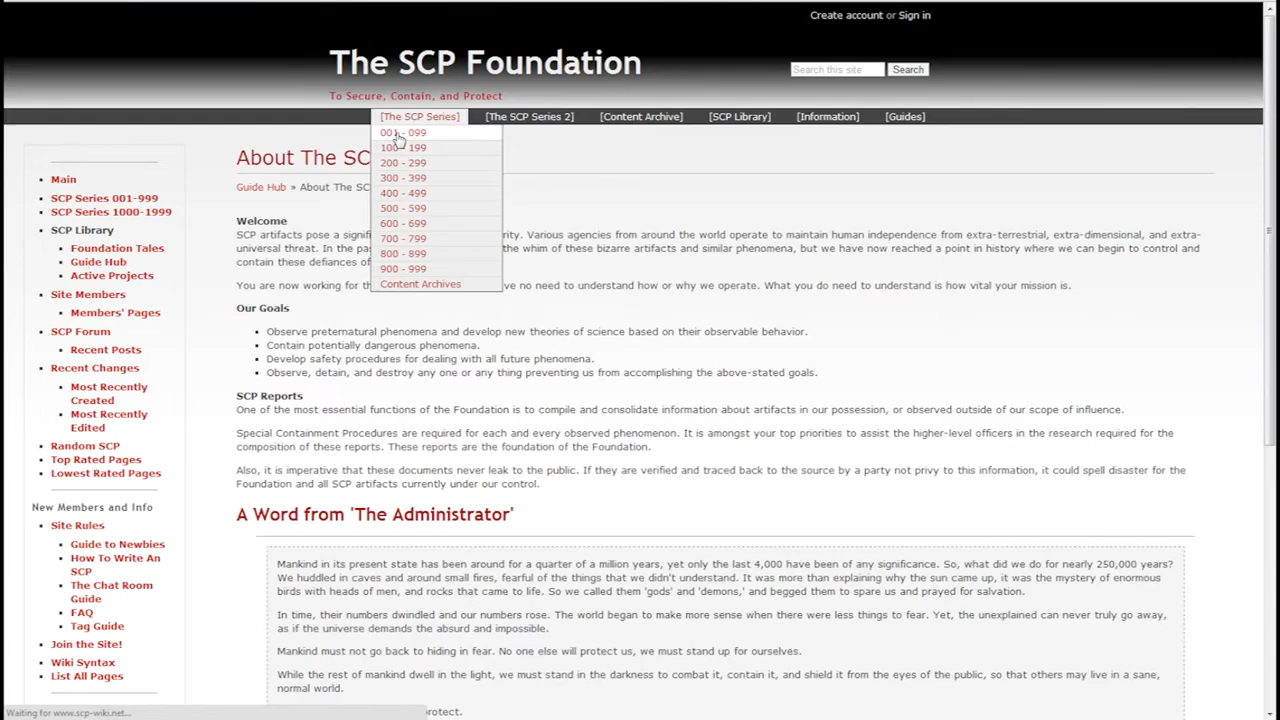 Create account or Sign in
The SCP Foundation
Search this site
Search
To Secure, Contain, and Protect
[The SCP Series]
[The SCP Series 2]
[Content Archive]
[SCP Library]
[Information]
[Guides]
001 - 099
100 - 199
200 - 299
300 - 399
400 - 499
500 - 599
600 - 699
700 - 799
800 - 899
900 - 999
Content Archives
Main
SCP Series 001-999
SCP Series 1000-1999
SCP Library
Foundation Tales
Guide Hub
Active Projects
Site Members
Members' Pages
SCP Forum
Recent Posts
Recent Changes
Most Recently
Created
Most Recently
Edited
Random SCP
Top Rated Pages
Lowest Rated Pages
New Members and Info
Site Rules
Guide to Newbies
How To Write An
SCP
The Chat Room
Guide
FAQ
Tag Guide
Join the Site!
Wiki Syntax
List All Pages
About The SC
Guide Hub » About The SC
Welcome
SCP artifacts pose a signifi rity. Various agencies from around the world operate to maintain human independence from extra-terrestrial, extra-dimensional, and extra-
universal threat. In the pas the whim of these bizarre artifacts and similar phenomena, but we have now reached a point in history where we can begin to control and
contain these defiances of
You are now working for th ve no need to understand how or why we operate. What you do need to understand is how vital your mission is.
Our Goals
Observe preternatural phenomena and develop new theories of science based on their observable behavior.
Contain potentially dangerous phenomena.
Develop safety procedures for dealing with all future phenomena.
Observe, detain, and destroy any one or any thing preventing us from accomplishing the above-stated goals.
SCP Reports
One of the most essential functions of the Foundation is to compile and consolidate information about artifacts in our possession, or observed outside of our scope of influence.
Special Containment Procedures are required for each and every observed phenomenon. It is amongst your top priorities to assist the higher-level officers in the research required for the
composition of these reports. These reports are the foundation of the Foundation.
Also, it is imperative that these documents never leak to the public. If they are verified and traced back to the source by a party not privy to this information, it could spell disaster for the
Foundation and all SCP artifacts currently under our control.
A Word from 'The Administrator'
Mankind in its present state has been around for a quarter of a million years, yet only the last 4,000 have been of any significance. So, what did we do for nearly 250,000 years?
We huddled in caves and around small fires, fearful of the things that we didn't understand. It was more than explaining why the sun came up, it was the mystery of enormous
birds with heads of men, and rocks that came to life. So we called them 'gods' and 'demons,' and begged them to spare us and prayed for salvation.
In time, their numbers dwindled and our numbers rose. The world began to make more sense when there were less things to fear. Yet, the unexplained can never truly go away,
as if the universe demands the absurd and impossible.
Mankind must not go back to hiding in fear. No one else will protect us, we must stand up for ourselves.
While the rest of mankind dwell in the light, we must stand in the darkness to combat it, contain it, and shield it from the eyes of the public, so that others may live in a sane,
normal world.
protect.
Waiting for www.scp-wiki.net...